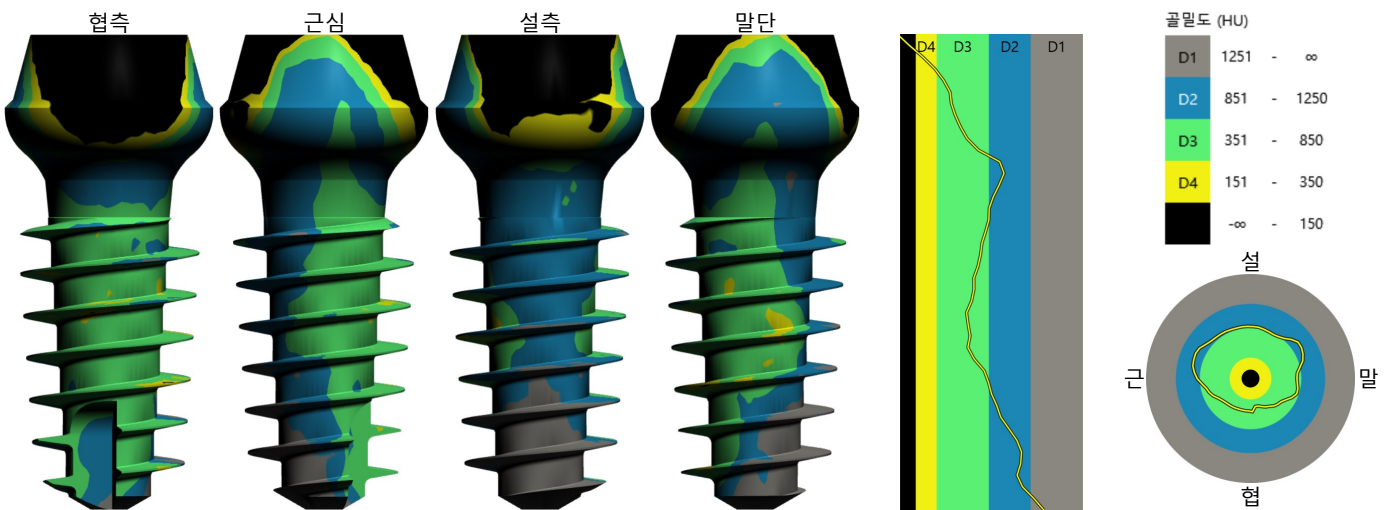 협측 근심 설측 말단
D4 D3 D2 D1
골밀도 (HU)
D1 1251 - ∞
D2 851 - 1250
D3 351 - 850
D4 151 - 350
-∞ - 150
설
근 말
협